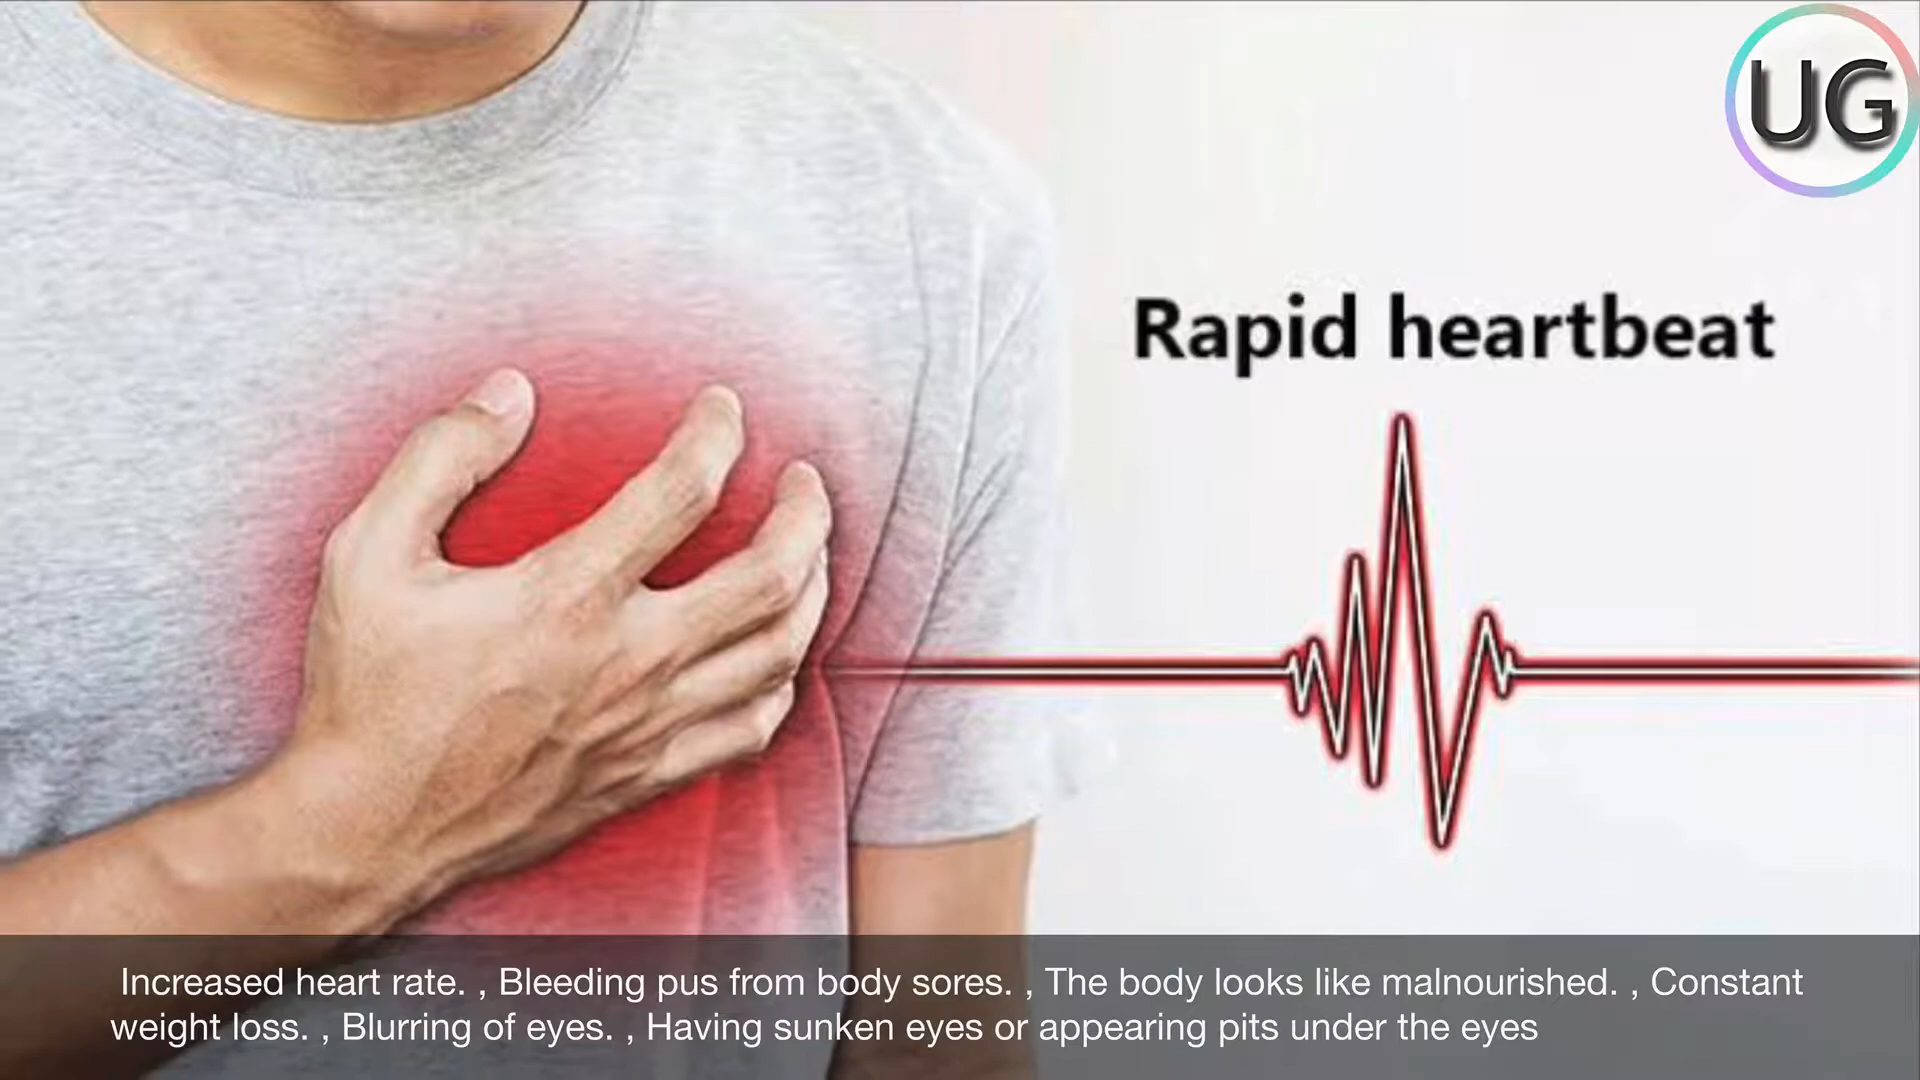 UG
Rapid heartbeat
Increased heart rate. , Bleeding pus from body sores. , The body looks like malnourished. , Constant
weight loss. , Blurring of eyes. , Having sunken eyes or appearing pits under the eyes